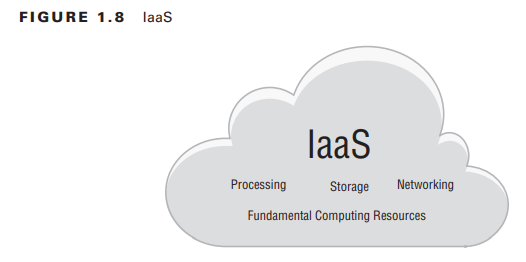 FIGURE 1.8 IaaS
IaaS
Processing Storage Networking
Fundamental Computing Resources